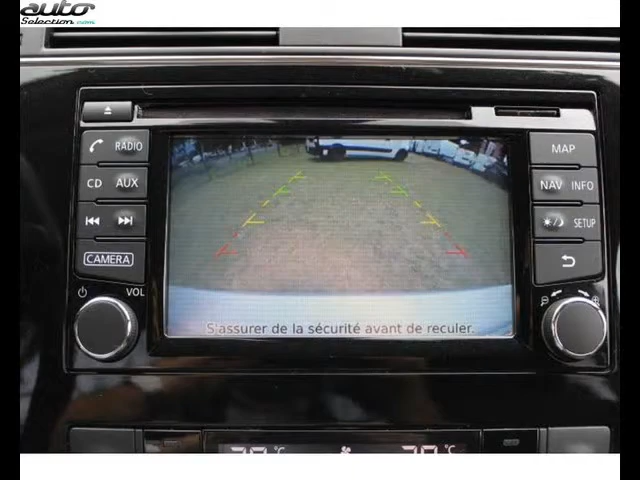 auto
Selection.com
RADIO
MAP
CD AUX
NAV INFO
SETUP
CAMERA
VOL
S'assurer de la sécurité avant de reculer.
°C
°C